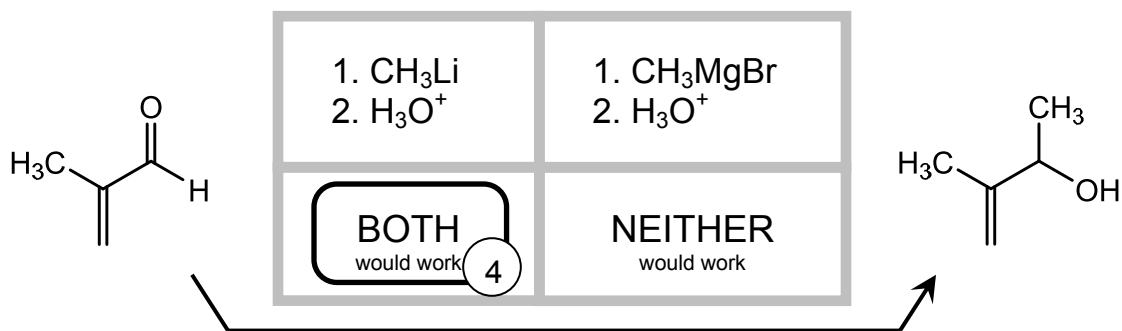 O
H₃C
H
1. CH₃Li
2. H₃O⁺
1. CH₃MgBr
2. H₃O⁺
BOTH
would work
4
NEITHER
would work
CH₃
H₃C
OH